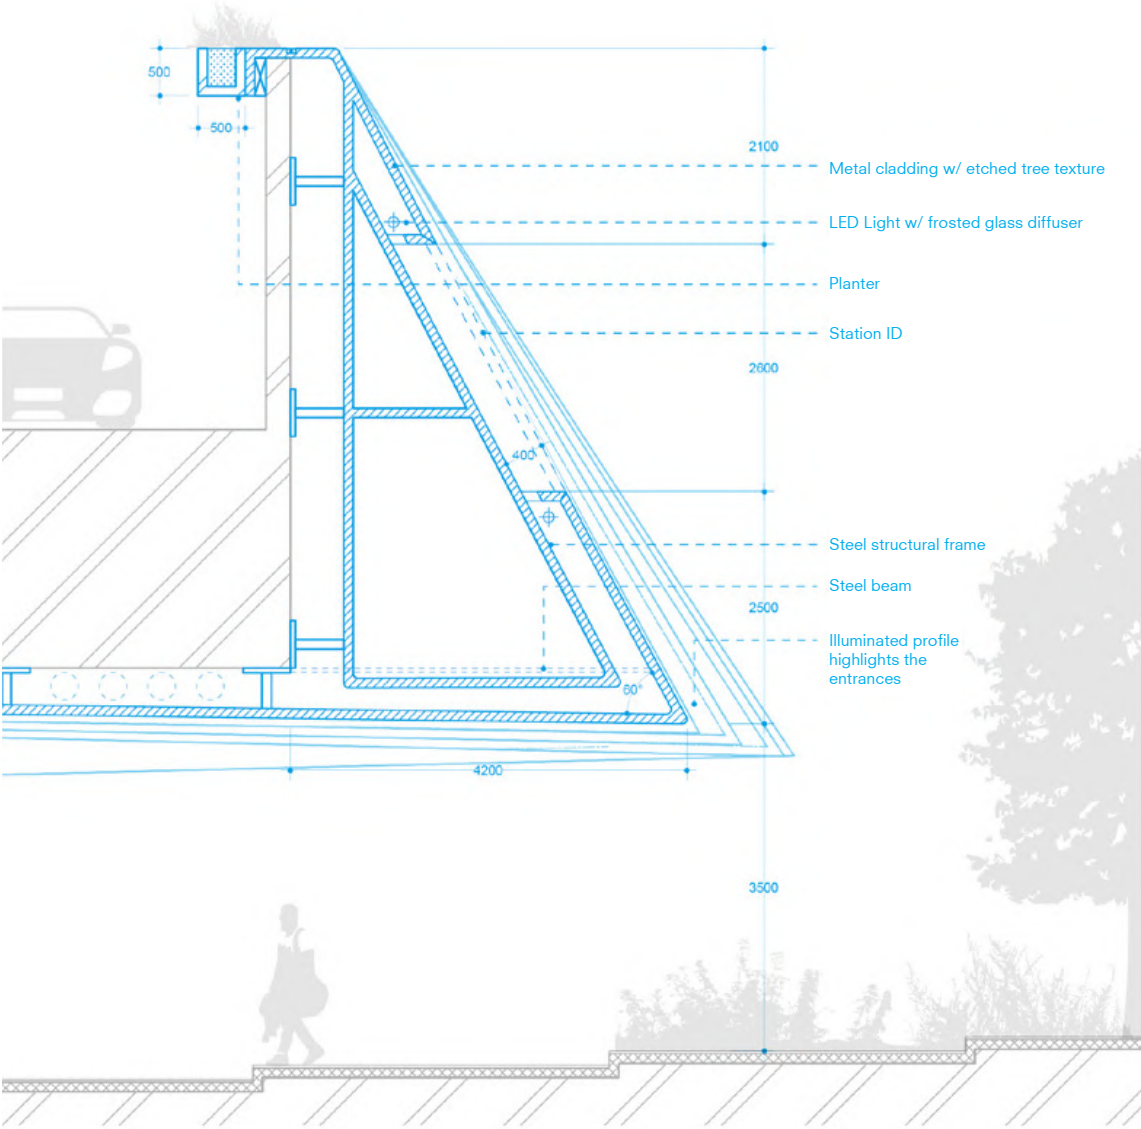 500
500
2100
Metal cladding w/ etched tree texture
LED Light w/ frosted glass diffuser
Planter
Station ID
2600
400
Steel structural frame
Steel beam
2500
Illuminated profile
highlights the
entrances
60°
4200
3500